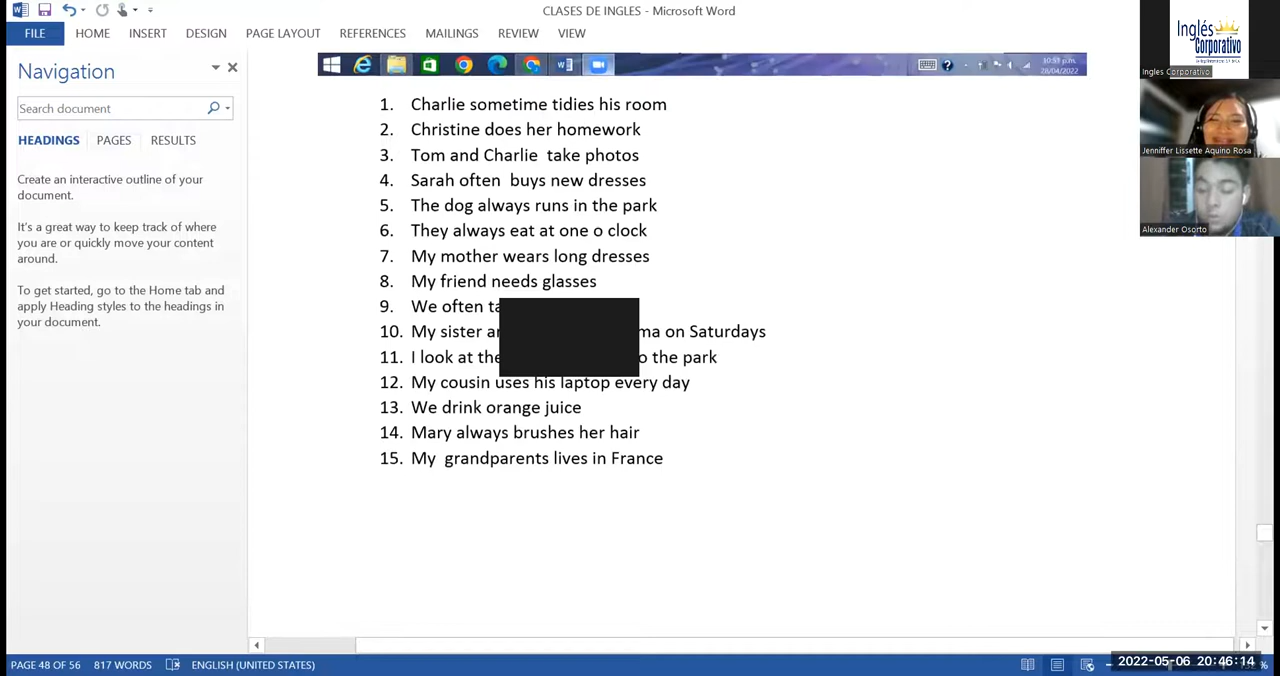 CLASES DE INGLES - Microsoft Word
FILE HOME INSERT DESIGN PAGE LAYOUT REFERENCES MAILINGS REVIEW VIEW
Navigation
Search document
HEADINGS PAGES RESULTS
Create an interactive outline of your
document.
It's a great way to keep track of where
you are or quickly move your content
around.
To get started, go to the Home tab and
apply Heading styles to the headings in
your document.
10:53 p.m.
28/04/2022
1. Charlie sometime tidies his room
2. Christine does her homework
3. Tom and Charlie take photos
4. Sarah often buys new dresses
5. The dog always runs in the park
6. They always eat at one o clock
7. My mother wears long dresses
8. My friend needs glasses
9. We often
10. My sister on Saturdays
11. I look at the park
12. My cousin uses his laptop every day
13. We drink orange juice
14. Mary always brushes her hair
15. My grandparents lives in France
Inglés
Corporativo
Ingles Corporativo
Jenniffer Lissette Aquino Rosa
Alexander Osorto
PAGE 48 OF 56 817 WORDS ENGLISH (UNITED STATES)
2022-05-06 20:46:14